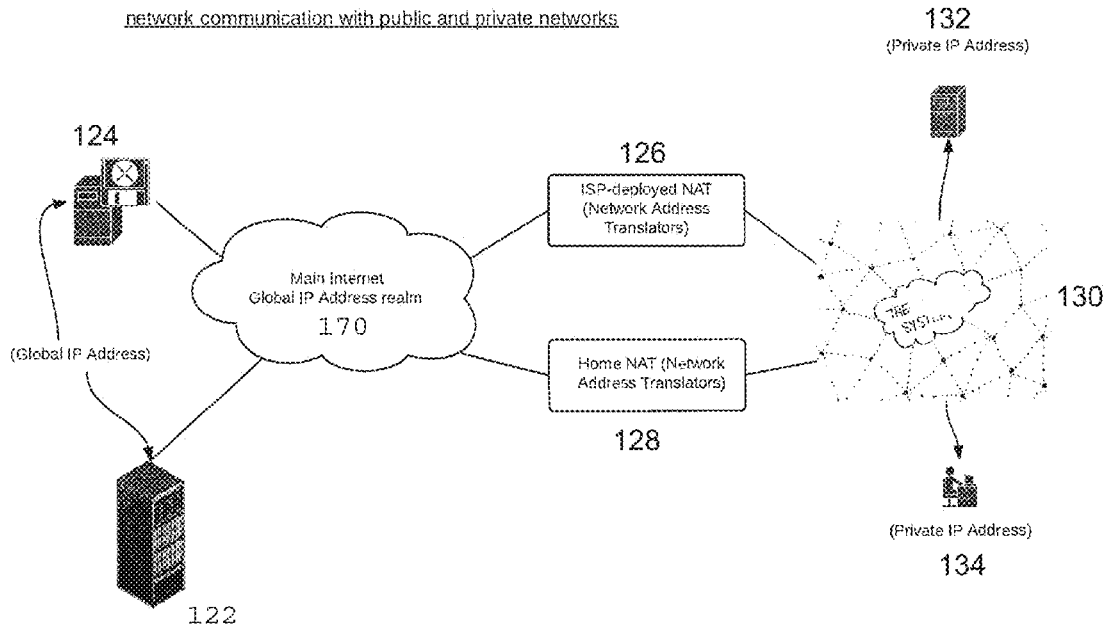 network communication with public and private networks
132
(Private IP Address)
124
126
ISP-deployed NAT
(Network Address
Translators)
Main Internet
Global IP Address realm
170
THE
130
(Global IP Address)
Home NAT (Network
Address Translators)
128
(Private IP Address)
134
122